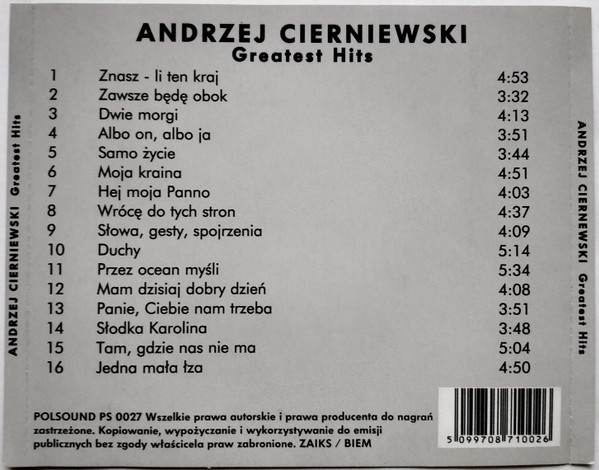 ANDRZEJ CIERNIEWSKI
Greatest Hits
1 Znasz - li ten kraj 4:53
2 Zawsze będę obok 3:32
3 Dwie morgi 4:13
4 Albo on, albo ja 3:51
5 Samo życie 3:44
6 Moja kraina 4:51
7 Hej moja Panno 4:03
8 Wrócę do tych stron 4:37
9 Słowa, gesty, spojrzenia 4:09
10 Duchy 5:14
11 Przez ocean myśli 5:34
12 Mam dzisiaj dobry dzień 4:08
13 Panie, Ciebie nam trzeba 3:51
14 Słodka Karolina 3:48
15 Tam, gdzie nas nie ma 5:04
16 Jedna mała łza 4:50
POLSOUND PS 0027 Wszelkie prawa autorskie i prawa producenta do nagrań
zastrzeżone. Kopiowanie, wypożyczanie i wykorzystywanie do emisji
publicznych bez zgody właścicela praw zabronione. ZAIKS / BIEM
5 099708 710026
ANDRZEJ CIERNIEWSKI Greatest Hits
ANDRZEJ CIERNIEWSKI Greatest Hits